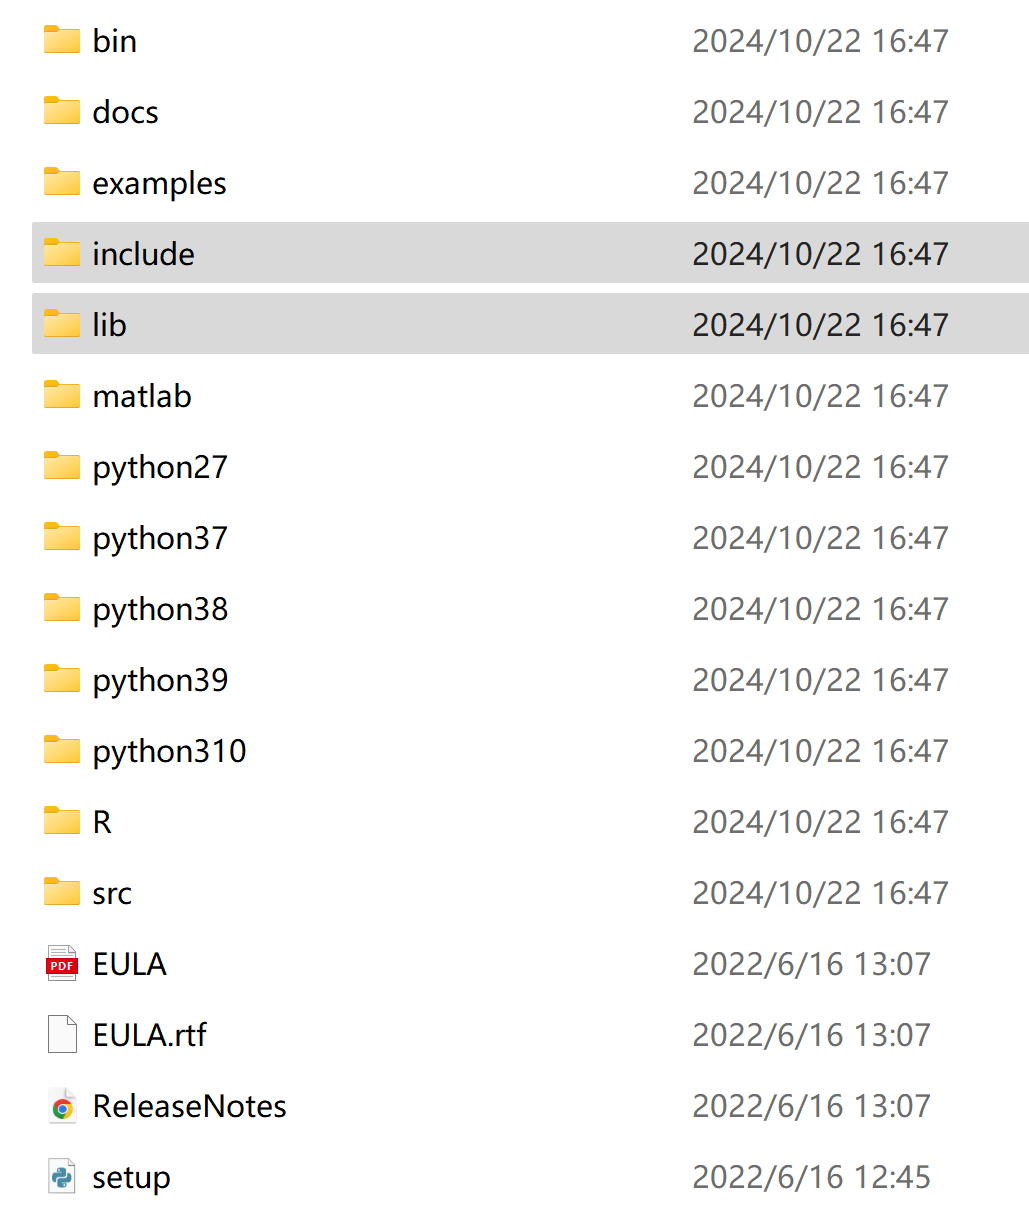 bin 2024/10/22 16:47
docs 2024/10/22 16:47
examples 2024/10/22 16:47
include 2024/10/22 16:47
lib 2024/10/22 16:47
matlab 2024/10/22 16:47
python27 2024/10/22 16:47
python37 2024/10/22 16:47
python38 2024/10/22 16:47
python39 2024/10/22 16:47
python310 2024/10/22 16:47
R 2024/10/22 16:47
src 2024/10/22 16:47
PDF EULA 2022/6/16 13:07
EULA.rtf 2022/6/16 13:07
ReleaseNotes 2022/6/16 13:07
setup 2022/6/16 12:45